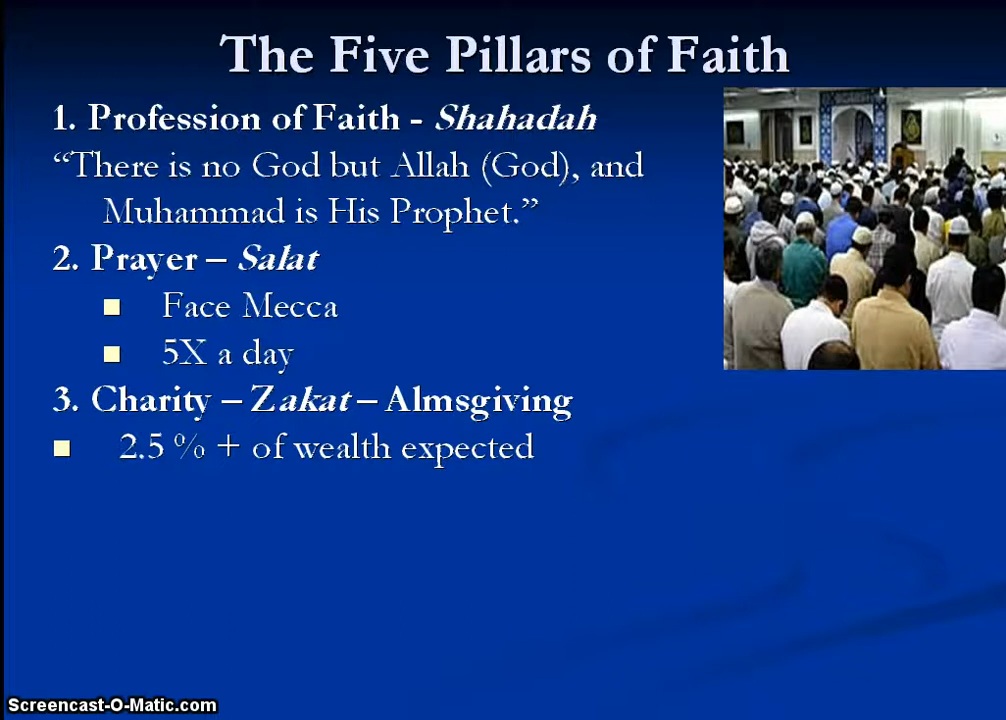 The Five Pillars of Faith
1. Profession of Faith - Shahadah
“There is no God but Allah (God), and
Muhammad is His Prophet.”
2. Prayer – Salat
Face Mecca
5X a day
3. Charity – Zakat – Almsgiving
2.5 % + of wealth expected
Screencast-O-Matic.com